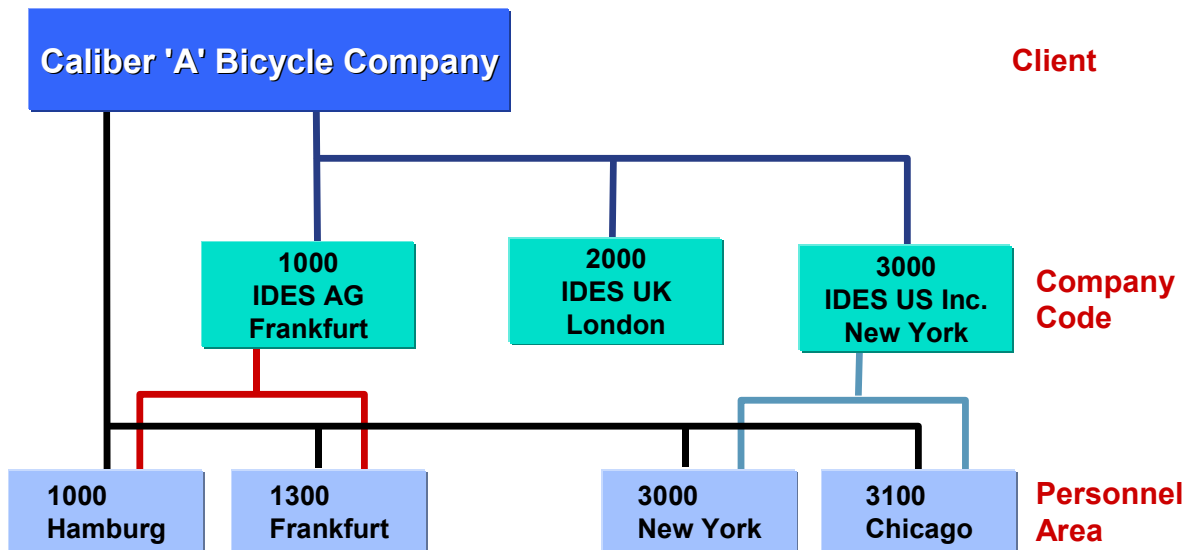 Caliber 'A' Bicycle Company
Client
1000
IDES AG
Frankfurt
2000
IDES UK
London
3000
IDES US Inc.
New York
Company
Code
1000
Hamburg
1300
Frankfurt
3000
New York
3100
Chicago
Personnel
Area